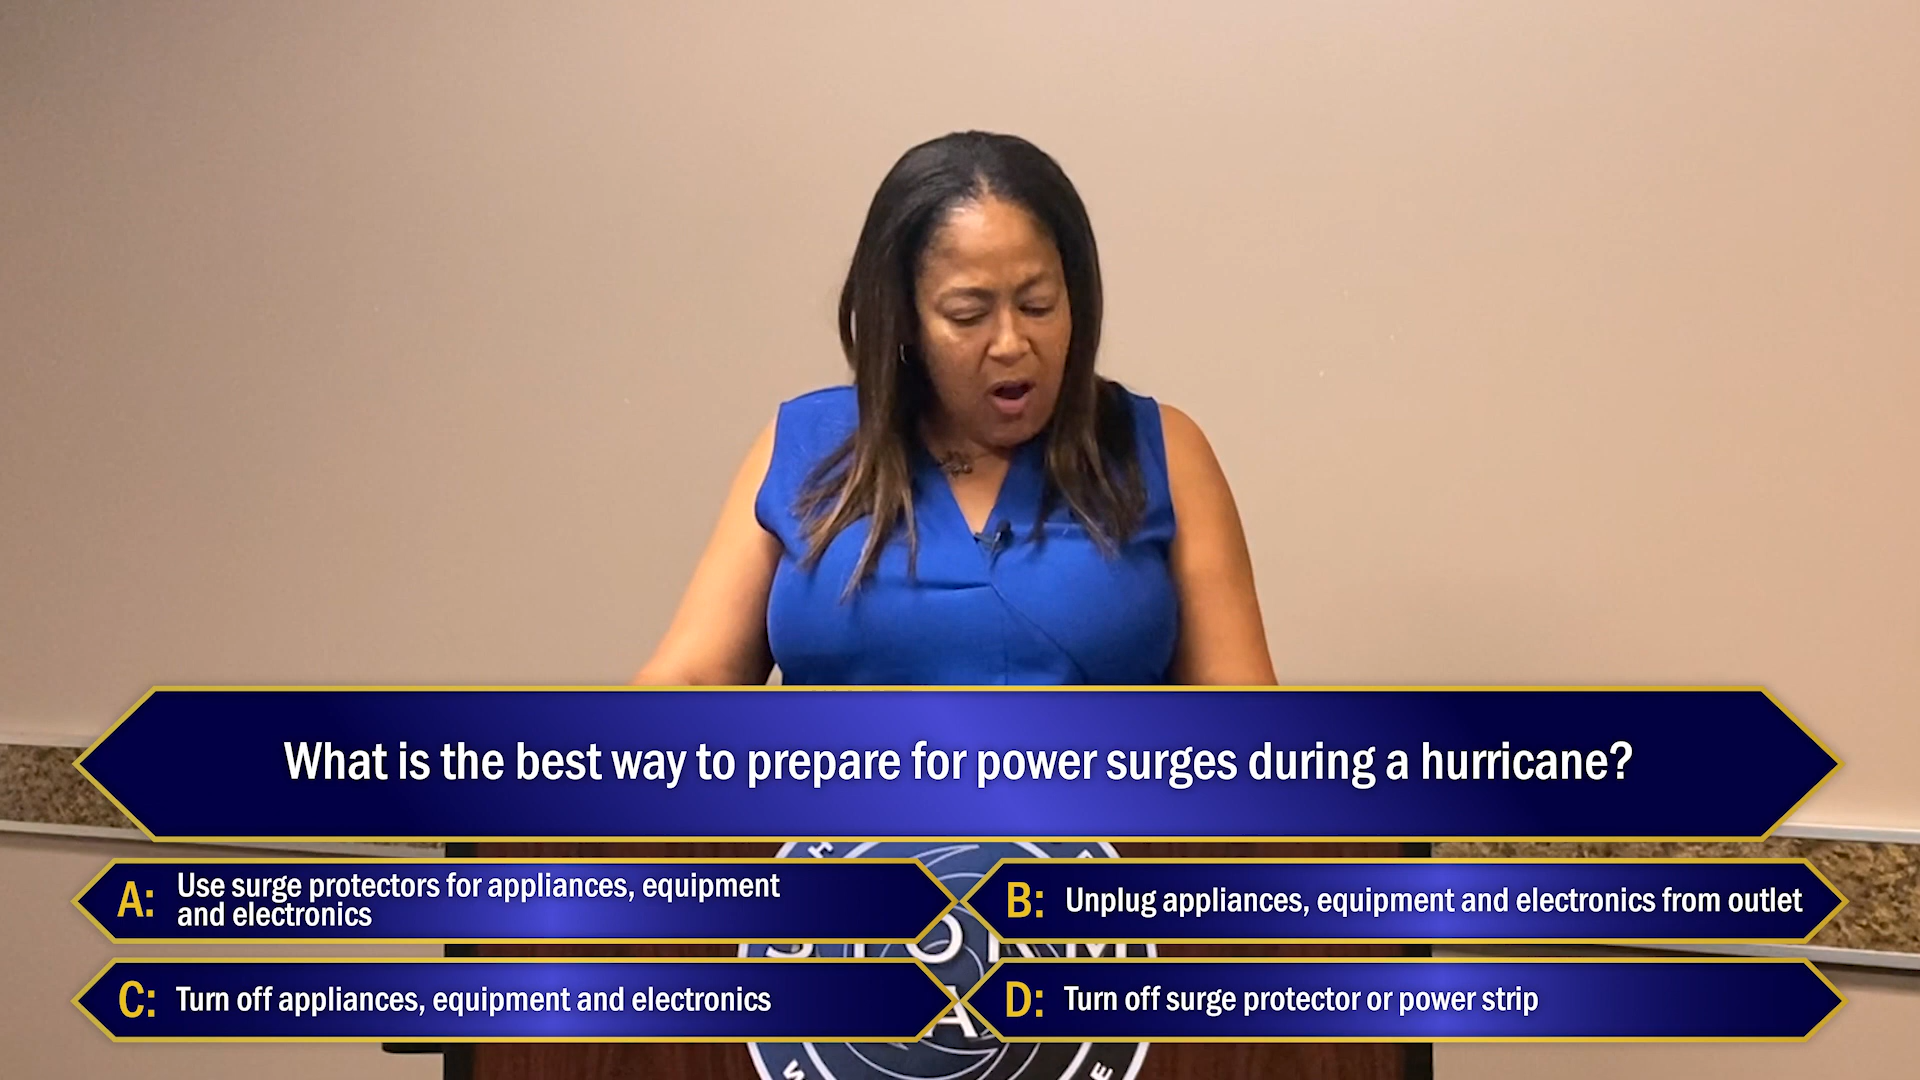 What is the best way to prepare for power surges during a hurricane?
A: Use surge protectors for appliances, equipment
and electronics
B: Unplug appliances, equipment and electronics from outlet
C: Turn off appliances, equipment and electronics
D: Turn off surge protector or power strip
STORM